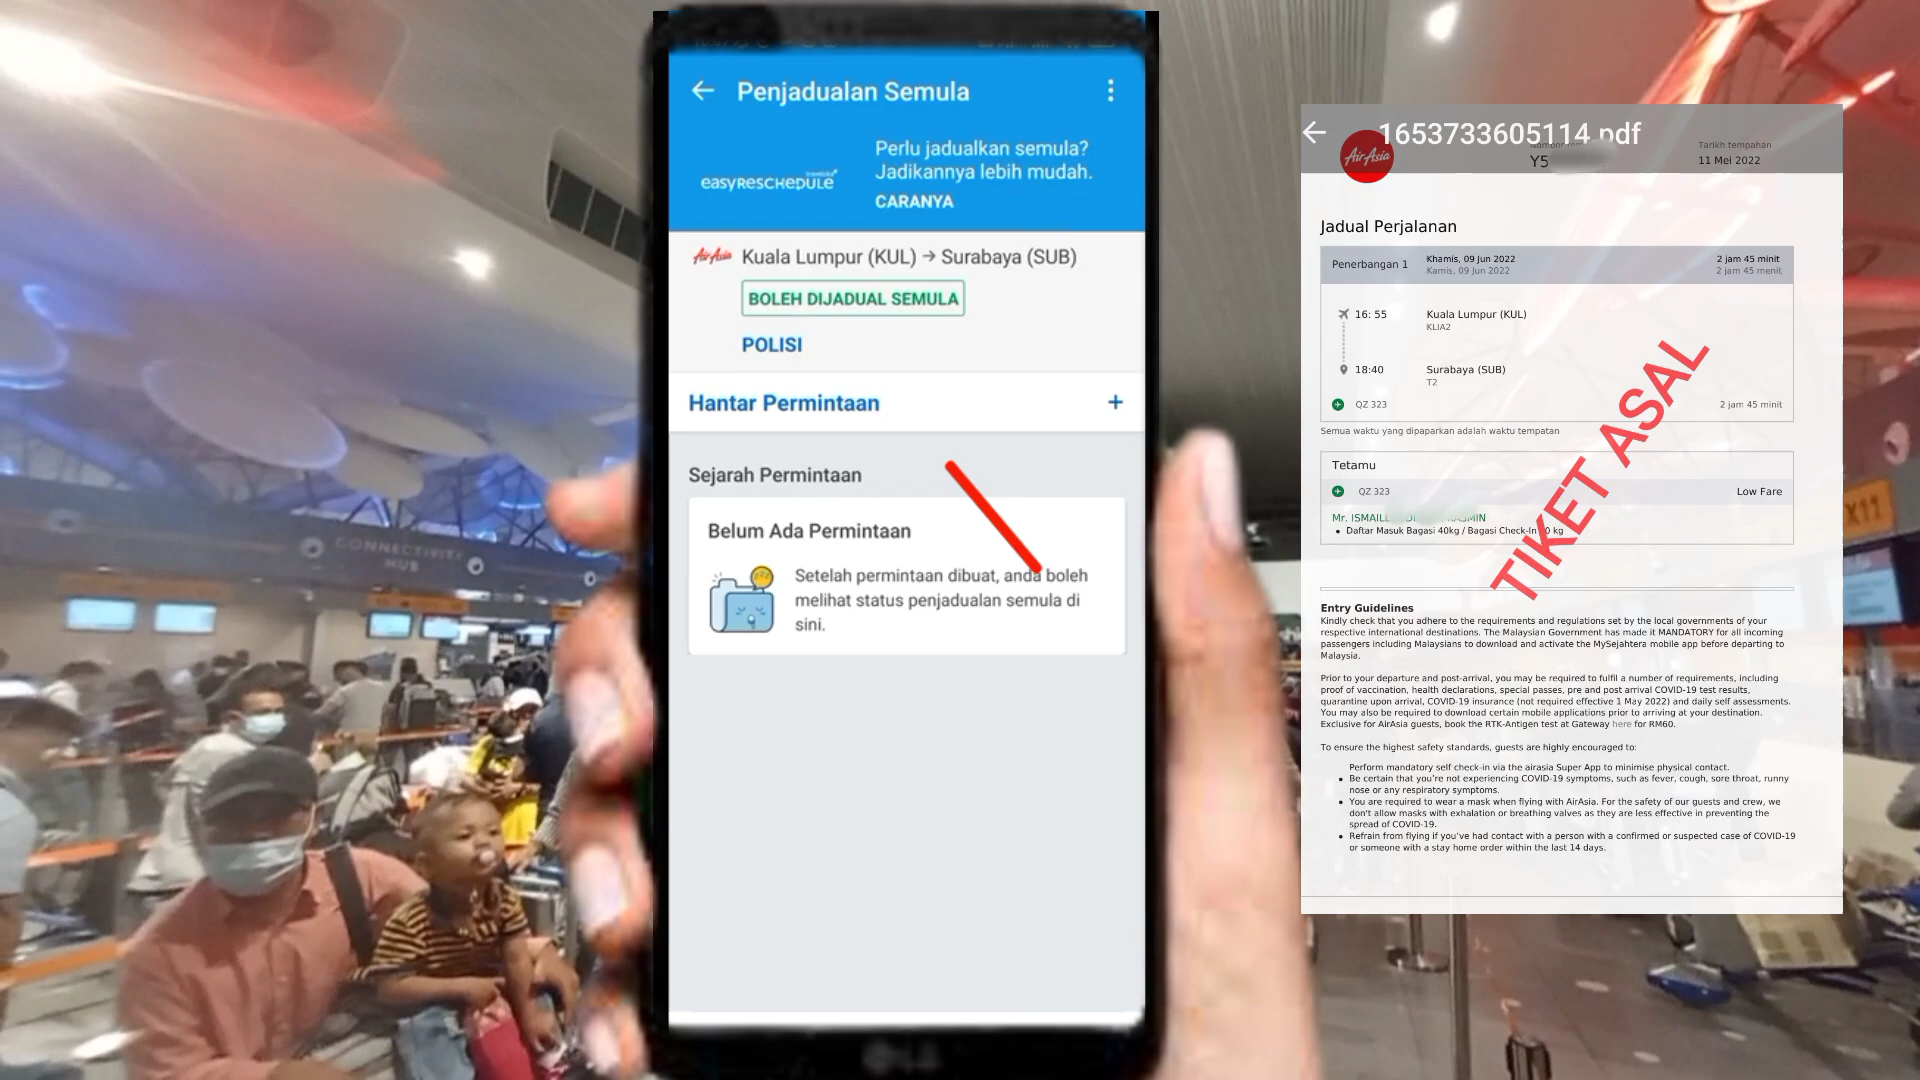 Penjadualan Semula
Perlu jadualkan semula?
Jadikannya lebih mudah.
easyRESCHEDULE
CARANYA
AirAsia Kuala Lumpur (KUL) → Surabaya (SUB)
BOLEH DIJADUAL SEMULA
POLISI
Hantar Permintaan +
Sejarah Permintaan
Belum Ada Permintaan
Setelah permintaan dibuat, anda boleh
melihat status penjadualan semula di
sini.
CONNECTIVITY
HUB
LG
1653733605114.pdf
AirAsia
Tarikh tempahan
Y5
11 Mei 2022
Jadual Perjalanan
Penerbangan 1
Khamis, 09 Jun 2022
Kamis, 09 Jun 2022
2 jam 45 minit
2 jam 45 menit
16: 55 Kuala Lumpur (KUL)
KLIA2
18:40 Surabaya (SUB)
T2
QZ 323 2 jam 45 minit
Semua waktu yang dipaparkan adalah waktu tempatan
Tetamu
QZ 323 Low Fare
Mr.
Daftar Masuk Bagasi 40kg / Bagasi Check-In kg
TIKET ASAL
Entry Guidelines
Kindly check that you adhere to the requirements and regulations set by the local governments of your
respective international destinations. The Malaysian Government has made it MANDATORY for all incoming
passengers including Malaysians to download and activate the MySejahtera mobile app before departing to
Malaysia.
Prior to your departure and post-arrival, you may be required to fulfil a number of requirements, including
proof of vaccination, health declarations, special passes, pre and post arrival COVID-19 test results,
quarantine upon arrival, COVID-19 insurance (not required effective 1 May 2022) and daily self assessments.
You may also be required to download certain mobile applications prior to arriving at your destination.
Exclusive for AirAsia guests, book the RTK-Antigen test at Gateway here for RM60.
To ensure the highest safety standards, guests are highly encouraged to:
Perform mandatory self check-in via the airasia Super App to minimise physical contact.
Be certain that you're not experiencing COVID-19 symptoms, such as fever, cough, sore throat, runny
nose or any respiratory symptoms.
You are required to wear a mask when flying with AirAsia. For the safety of our guests and crew, we
don't allow masks with exhalation or breathing valves as they are less effective in preventing the
spread of COVID-19.
Refrain from flying if you've had contact with a person with a confirmed or suspected case of COVID-19
or someone with a stay home order within the last 14 days.
X11